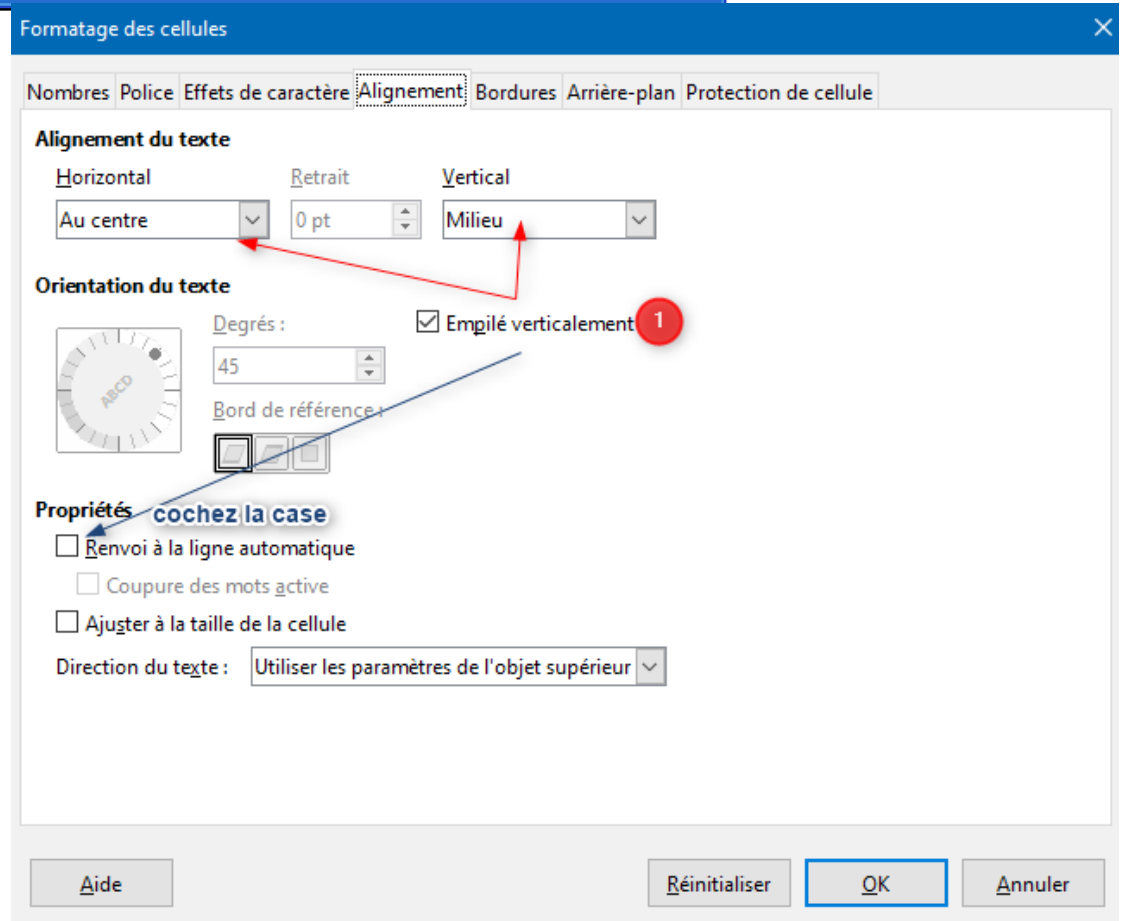 Formatage des cellules
Nombres Police Effets de caractère Alignement Bordures Arrière-plan Protection de cellule
Alignement du texte
Horizontal Retrait Vertical
Au centre 0 pt Milieu
Orientation du texte
Degrés : Empilé verticalement 1
45
ABCD
Bord de référence :
Propriétés cochez la case
Renvoi à la ligne automatique
Coupure des mots active
Ajuster à la taille de la cellule
Direction du texte : Utiliser les paramètres de l'objet supérieur
Aide Réinitialiser OK Annuler